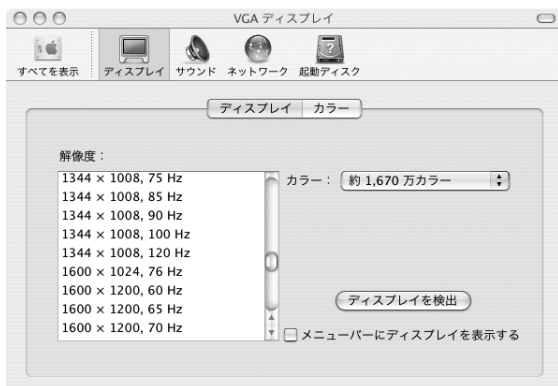 VGA ディスプレイ
すべてを表示 ディスプレイ サウンド ネットワーク 起動ディスク
ディスプレイ カラー
解像度：
カラー： 約 1,670 万カラー
1344 × 1008, 75 Hz
1344 × 1008, 85 Hz
1344 × 1008, 90 Hz
1344 × 1008, 100 Hz
1344 × 1008, 120 Hz
1600 × 1024, 76 Hz
1600 × 1200, 60 Hz
1600 × 1200, 65 Hz
1600 × 1200, 70 Hz
ディスプレイを検出
メニューバーにディスプレイを表示する